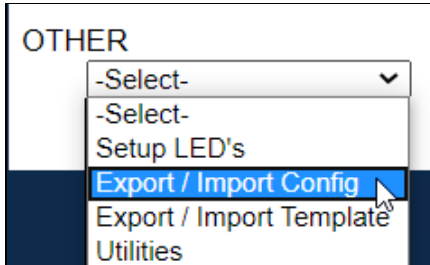 OTHER
-Select-
-Select-
Setup LED's
Export / Import Config
Export / Import Template
Utilities